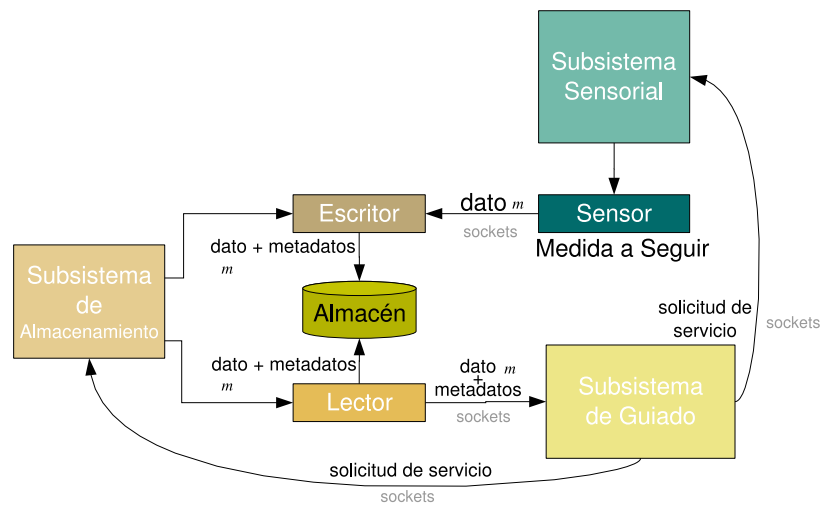 Subsistema
Sensorial
Escritor
dato m
sockets
Sensor
Medida a Seguir
dato + metadatos
m
Subsistema
de
Almacenamiento
Almacén
solicitud de
servicio
sockets
dato + metadatos
m
Lector
dato m
+
metadatos
sockets
Subsistema
de Guiado
solicitud de servicio
sockets